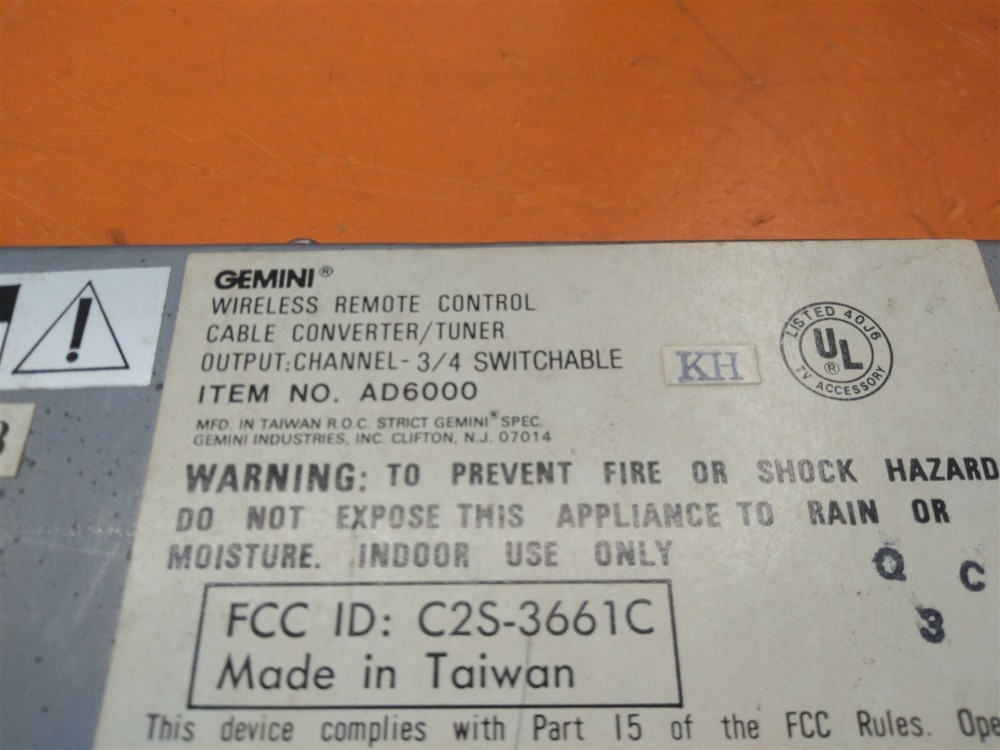 GEMINI®
WIRELESS REMOTE CONTROL
CABLE CONVERTER/TUNER
OUTPUT:CHANNEL-3/4 SWITCHABLE
ITEM NO. AD6000
KH
LISTED 40J6
UL®
TV ACCESSORY
MFD. IN TAIWAN R.O.C. STRICT GEMINI® SPEC.
GEMINI INDUSTRIES, INC. CLIFTON, N.J. 07014
WARNING: TO PREVENT FIRE OR SHOCK HAZARD
DO NOT EXPOSE THIS APPLIANCE TO RAIN OR
MOISTURE. INDOOR USE ONLY
Q C
3
FCC ID: C2S-3661C
Made in Taiwan
This device complies with Part 15 of the FCC Rules. Ope